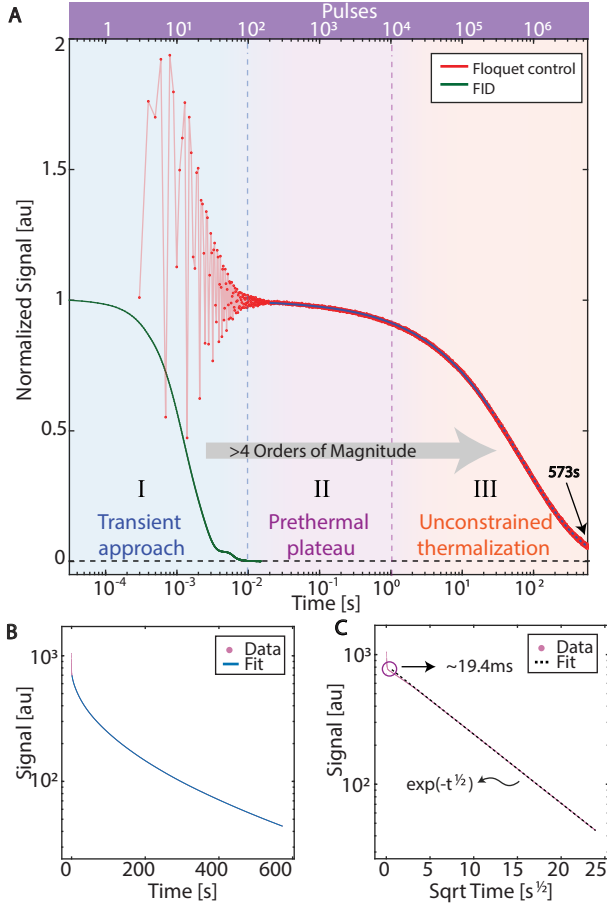 A
Pulses
1 10¹ 10² 10³ 10⁴ 10⁵ 10⁶
Normalized Signal [au]
2
1.5
1
0.5
0
Floquet control
FID
>4 Orders of Magnitude
573s
I
II
III
Transient
approach
Prethermal
plateau
Unconstrained
thermalization
10⁻⁴ 10⁻³ 10⁻² 10⁻¹ 10⁰ 10¹ 10²
Time [s]
B
Signal [au]
10³
10²
Data
Fit
0 200 400 600
Time [s]
C
Signal [au]
10³
10²
Data
Fit
~19.4ms
exp(-t^½)
0 5 10 15 20 25
Sqrt Time [s^½]